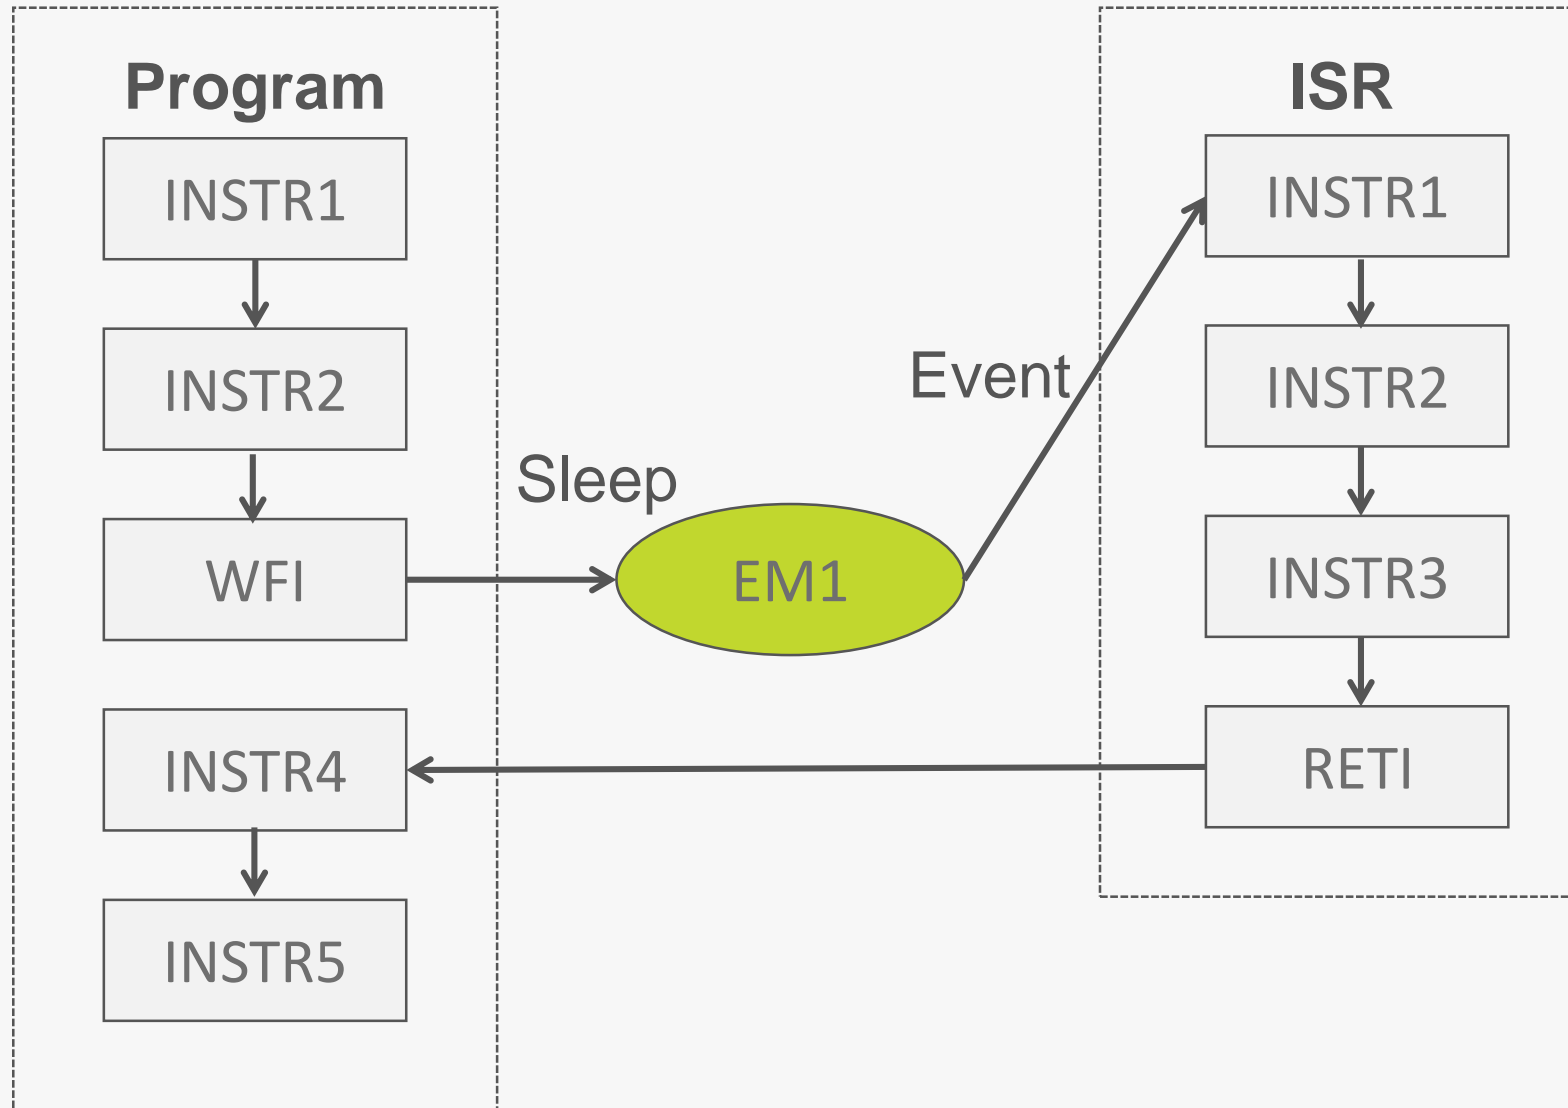 Program
INSTR1
INSTR2
WFI
INSTR4
INSTR5
Sleep
EM1
Event
ISR
INSTR1
INSTR2
INSTR3
RETI